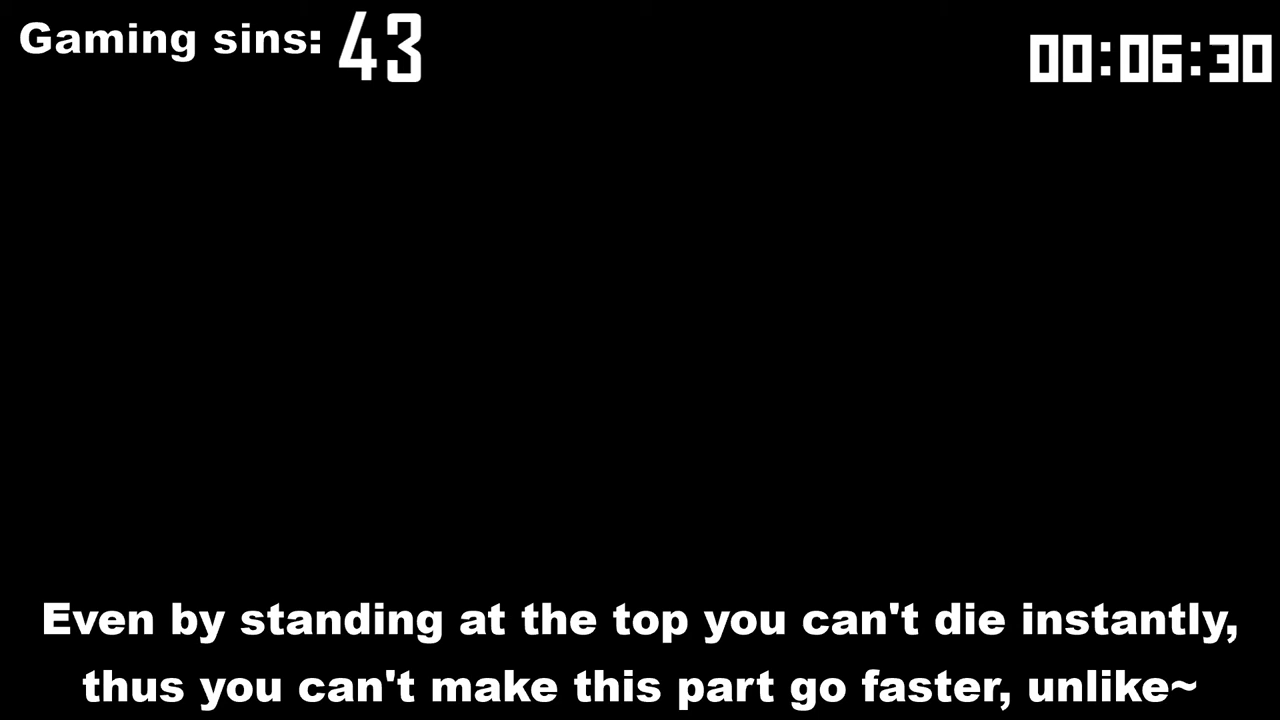 Gaming sins: 43
00:06:30
Even by standing at the top you can't die instantly,
thus you can't make this part go faster, unlike~